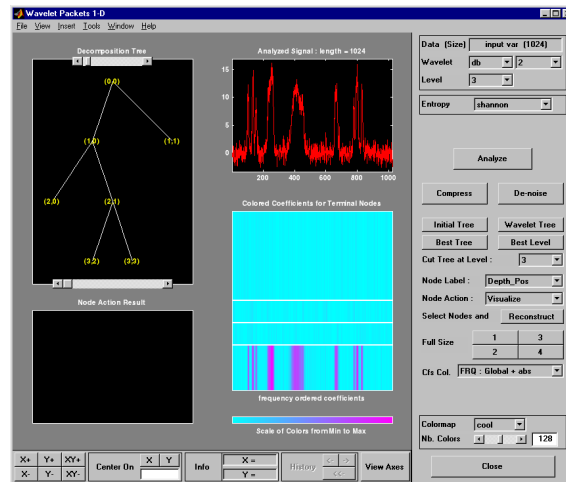 Wavelet Packets 1-D
File View Insert Tools Window Help
Decomposition Tree
(0,0)
(1,0)
(1,1)
(2,0)
(2,1)
(3,2)
(3,3)
Node Action Result
Analyzed Signal : length = 1024
15
10
5
0
200 400 600 800 1000
Colored Coefficients for Terminal Nodes
frequency ordered coefficients
Scale of Colors from Min to Max
Data (Size) input var (1024)
Wavelet db 2
Level 3
Entropy shannon
Analyze
Compress De-noise
Initial Tree Wavelet Tree
Best Tree Best Level
Cut Tree at Level : 3
Node Label : Depth_Pos
Node Action : Visualize
Select Nodes and Reconstruct
Full Size 1 3
2 4
Cfs Col. FRQ : Global + abs
Colormap cool
Nb. Colors 128
Close
X+ Y+ XY+
X- Y- XY-
Center On X Y
Info X =
Y =
History <- ->
<<-
View Axes